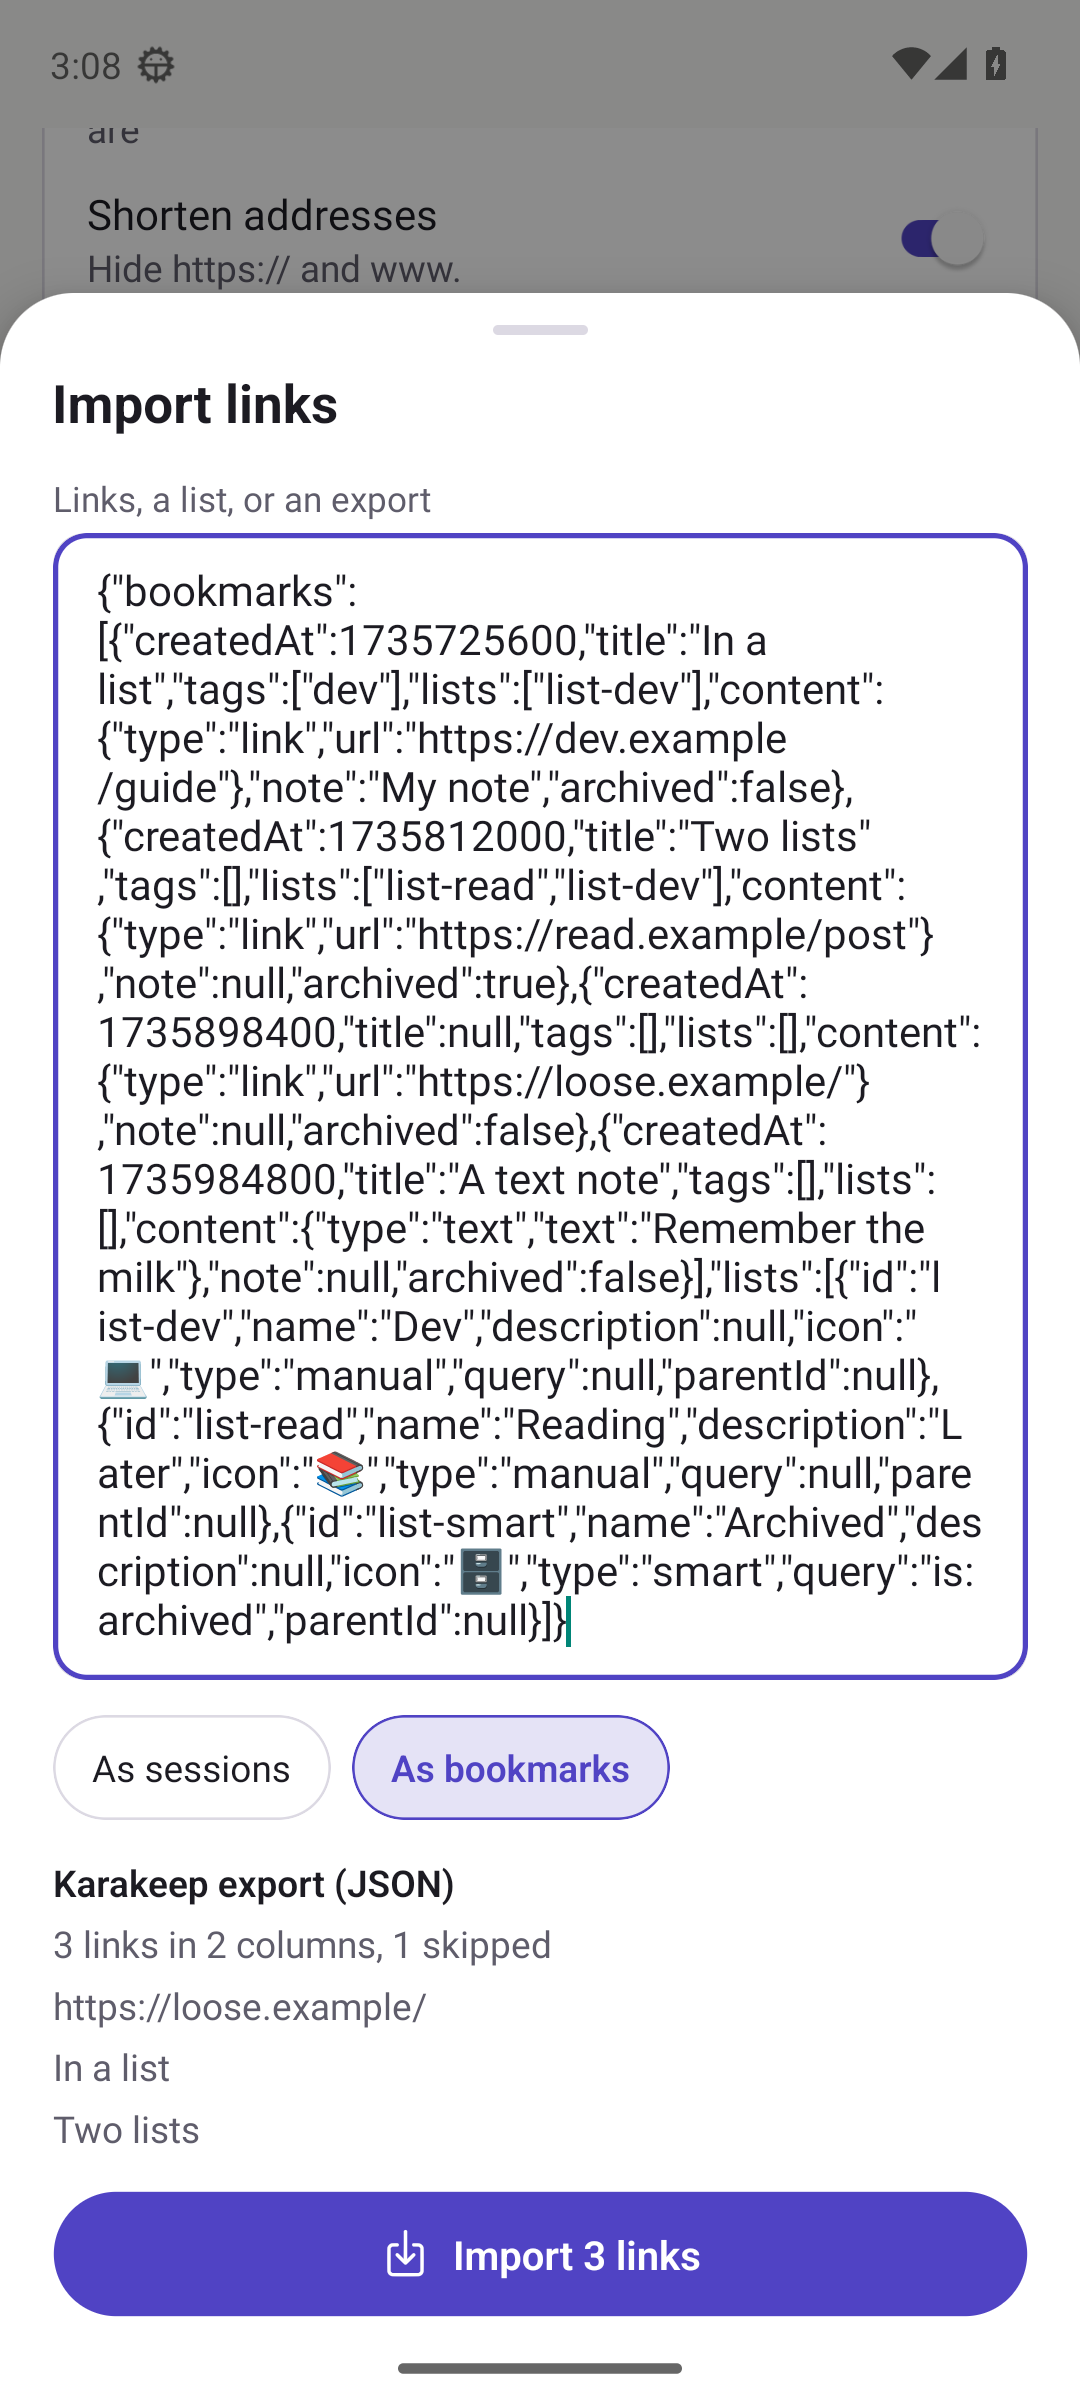 3:08
are
Shorten addresses
Hide https:// and www.
Import links
Links, a list, or an export
{"bookmarks":
[{"createdAt":1735725600,"title":"In a
list","tags":["dev"],"lists":["list-dev"],"content":
{"type":"link","url":"https://dev.example
/guide"},"note":"My note","archived":false},
{"createdAt":1735812000,"title":"Two lists"
,"tags":[],"lists":["list-read","list-dev"],"content":
{"type":"link","url":"https://read.example/post"}
,"note":null,"archived":true},{"createdAt":
1735898400,"title":null,"tags":[],"lists":[],"content":
{"type":"link","url":"https://loose.example/"}
,"note":null,"archived":false},{"createdAt":
1735984800,"title":"A text note","tags":[],"lists":
[],"content":{"type":"text","text":"Remember the
milk"},"note":null,"archived":false}],"lists":[{"id":"l
ist-dev","name":"Dev","description":null,"icon":"
💻","type":"manual","query":null,"parentId":null},
{"id":"list-read","name":"Reading","description":"L
ater","icon":"📚","type":"manual","query":null,"pare
ntId":null},{"id":"list-smart","name":"Archived","des
cription":null,"icon":"🗄️","type":"smart","query":"is:
archived","parentId":null}]}
As sessions
As bookmarks
Karakeep export (JSON)
3 links in 2 columns, 1 skipped
https://loose.example/
In a list
Two lists
Import 3 links